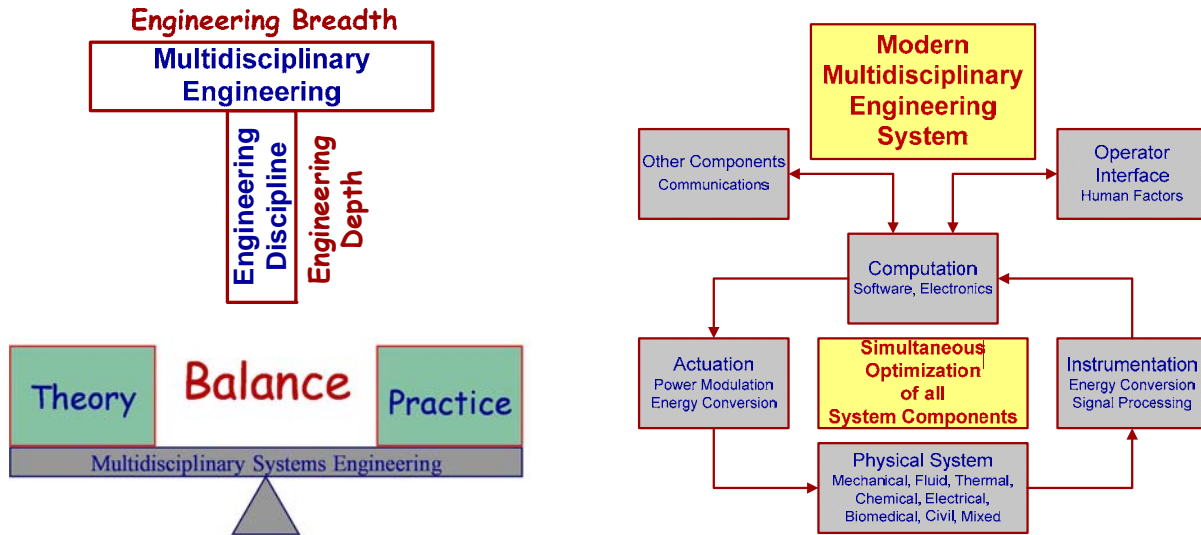 Engineering Breadth
Multidisciplinary
Engineering
Engineering
Discipline
Engineering
Depth
Theory
Balance
Practice
Multidisciplinary Systems Engineering
Modern
Multidisciplinary
Engineering
System
Other Components
Communications
Operator
Interface
Human Factors
Computation
Software, Electronics
Actuation
Power Modulation
Energy Conversion
Simultaneous
Optimization
of all
System Components
Instrumentation
Energy Conversion
Signal Processing
Physical System
Mechanical, Fluid, Thermal,
Chemical, Electrical,
Biomedical, Civil, Mixed